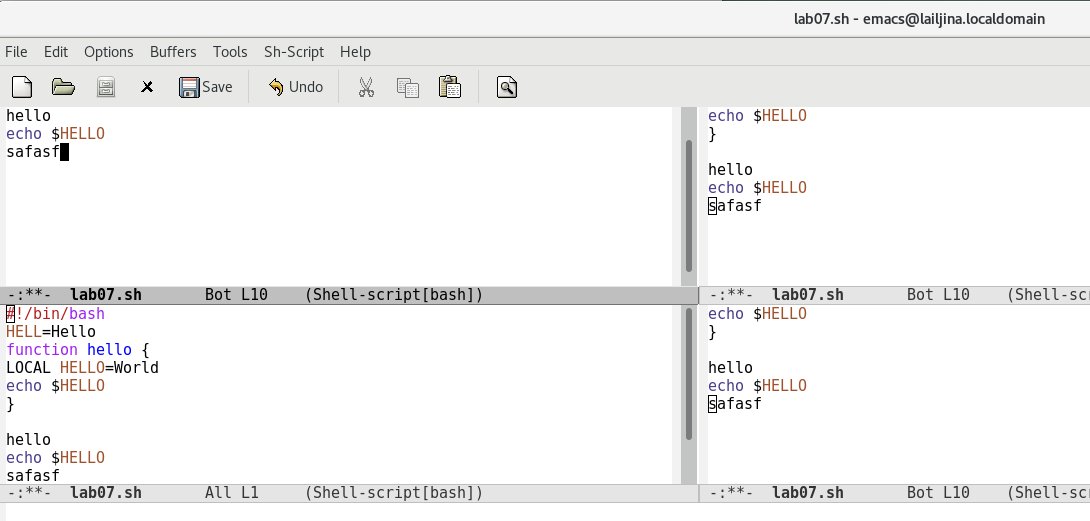 lab07.sh - emacs@lailjina.localdomain
File Edit Options Buffers Tools Sh-Script Help
Save Undo
hello
echo $HELLO
safasf
-:**- lab07.sh Bot L10 (Shell-script[bash])
echo $HELLO
}
hello
echo $HELLO
safasf
-:**- lab07.sh Bot L10 (Shell-scr
#!/bin/bash
HELL=Hello
function hello {
LOCAL HELLO=World
echo $HELLO
}
hello
echo $HELLO
safasf
-:**- lab07.sh All L1 (Shell-script[bash])
echo $HELLO
}
hello
echo $HELLO
safasf
-:**- lab07.sh Bot L10 (Shell-scr